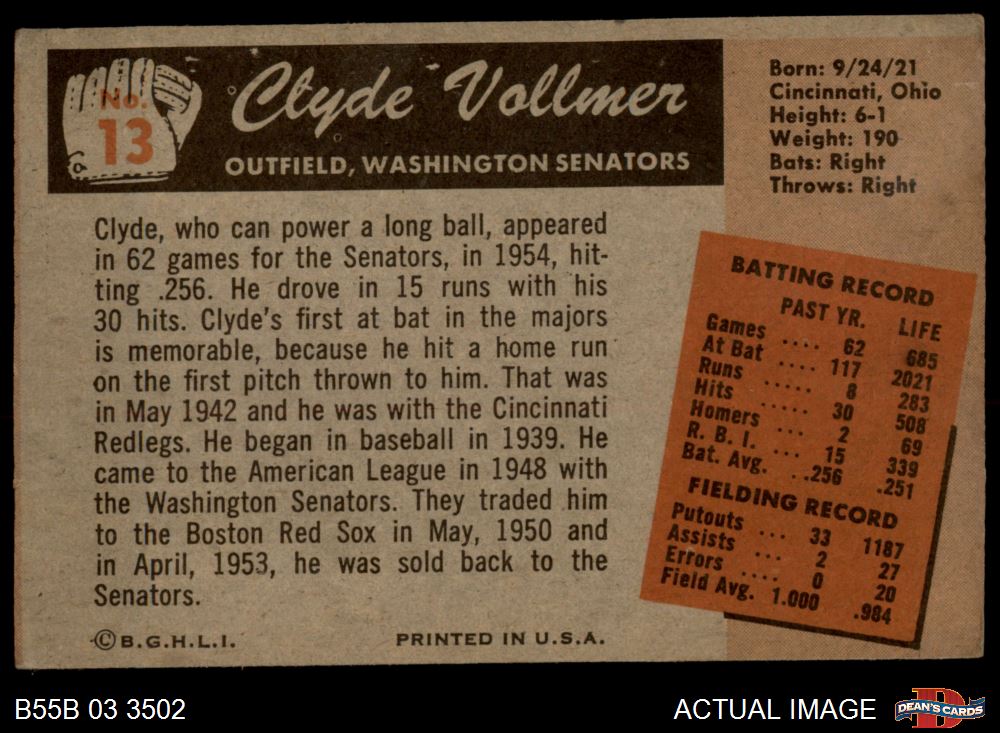 No.
13
Clyde Vollmer
OUTFIELD, WASHINGTON SENATORS
Born: 9/24/21
Cincinnati, Ohio
Height: 6-1
Weight: 190
Bats: Right
Throws: Right
Clyde, who can power a long ball, appeared
in 62 games for the Senators, in 1954, hit-
ting .256. He drove in 15 runs with his
30 hits. Clyde's first at bat in the majors
is memorable, because he hit a home run
on the first pitch thrown to him. That was
in May 1942 and he was with the Cincinnati
Redlegs. He began in baseball in 1939. He
came to the American League in 1948 with
the Washington Senators. They traded him
to the Boston Red Sox in May, 1950 and
in April, 1953, he was sold back to the
Senators.
BATTING RECORD
PAST YR. LIFE
Games .... 62 685
At Bat .... 117 2021
Runs ..... 8 283
Hits ..... 30 508
Homers ... 2 69
R. B. I. ... 15 339
Bat. Avg. . .256 .251
FIELDING RECORD
Putouts ... 33 1187
Assists ... 2 27
Errors .... 0 20
Field Avg. 1.000 .984
©B.G.H.L.I. PRINTED IN U.S.A.
B55B 03 3502
ACTUAL IMAGE
D
DEAN'S CARDS